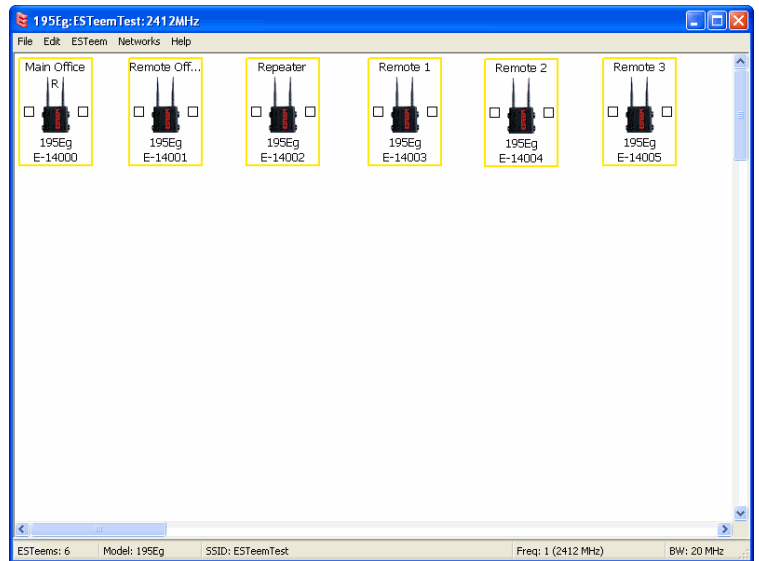 195Eg:ESTeemTest:2412MHz
File Edit ESTeem Networks Help
Main Office Remote Off... Repeater Remote 1 Remote 2 Remote 3
R
195Eg 195Eg 195Eg 195Eg 195Eg 195Eg
E-14000 E-14001 E-14002 E-14003 E-14004 E-14005
ESTeems: 6 Model: 195Eg SSID: ESTeemTest Freq: 1 (2412 MHz) BW: 20 MHz